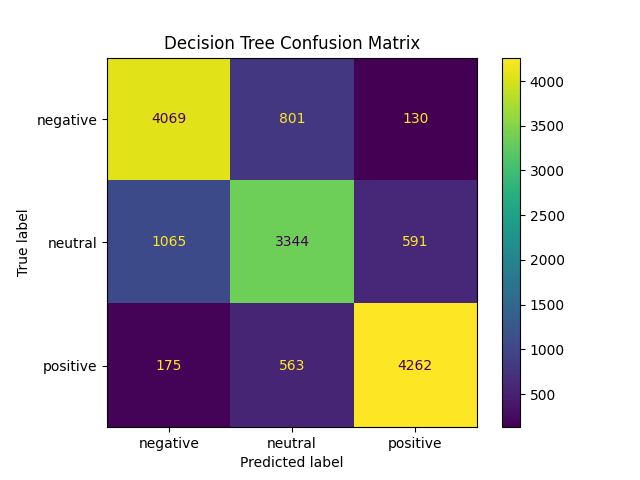 Decision Tree Confusion Matrix
True label
negative 4069 801 130
neutral 1065 3344 591
positive 175 563 4262
negative neutral positive
Predicted label
4000
3500
3000
2500
2000
1500
1000
500